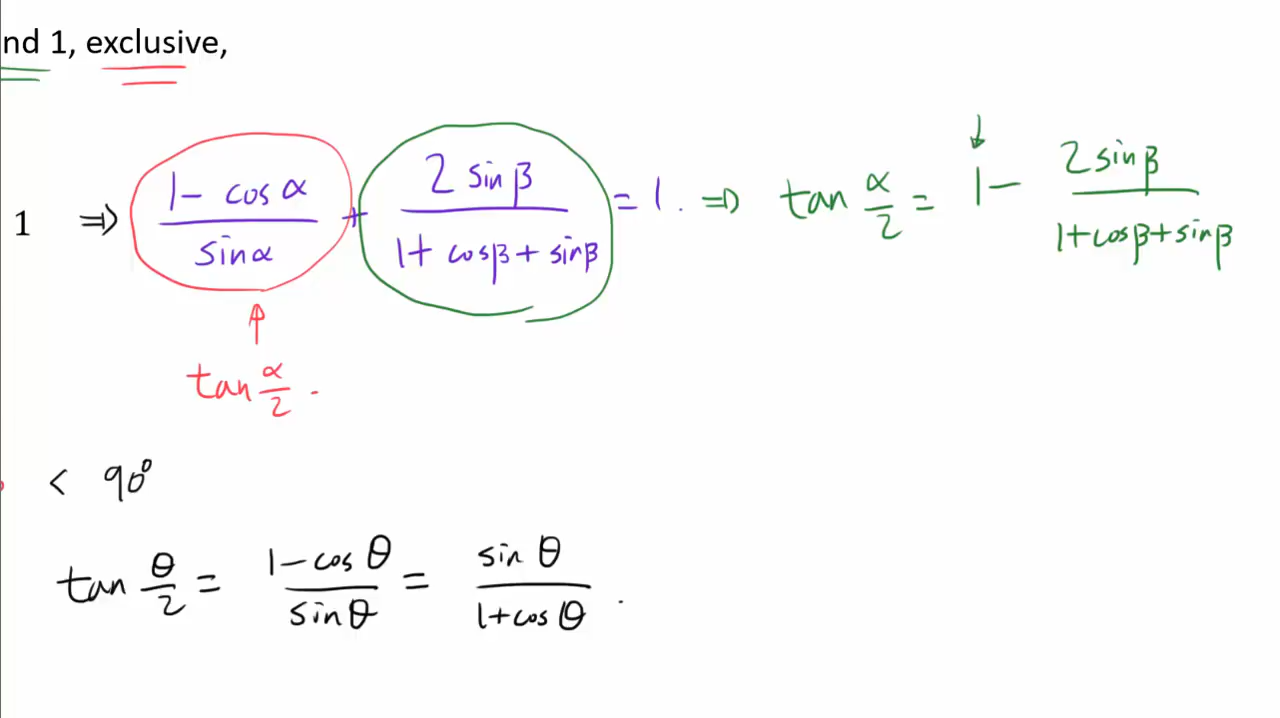 nd 1, exclusive,
1 ⇒ (1 - cos α)/(sin α) + (2 sin β)/(1 + cos β + sin β) = 1. ⇒ tan α/2 = 1 - (2 sin β)/(1 + cos β + sin β)
↑
tan α/2 .
< 90°
tan θ/2 = (1 - cos θ)/(sin θ) = (sin θ)/(1 + cos θ) .